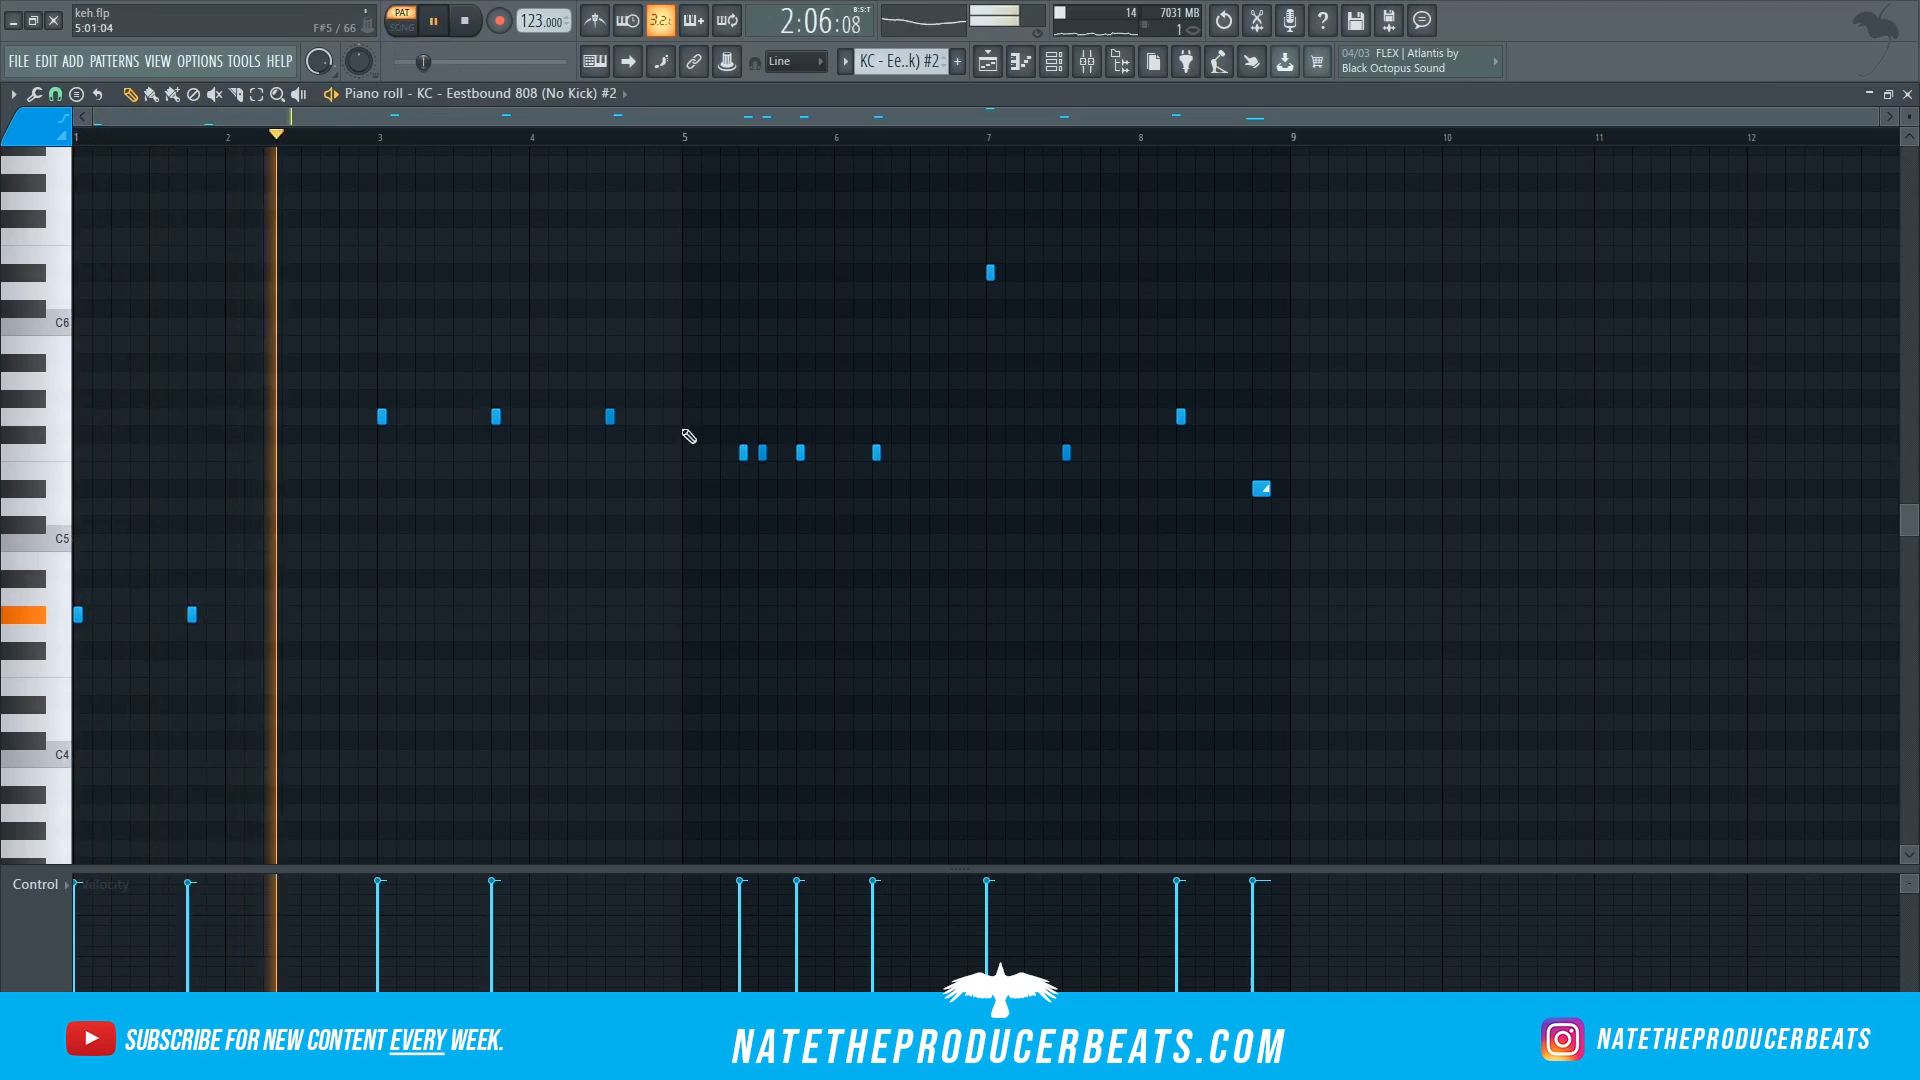 keh.flp
5:01:04
F#5 / 66
PAT
SONG
123.000
3.2.
2:06:08
B:S:T
14
7031 MB
1
FILE EDIT ADD PATTERNS VIEW OPTIONS TOOLS HELP
Line
KC - Ee..k) #2
04/03 FLEX | Atlantis by
Black Octopus Sound
Piano roll - KC - Eestbound 808 (No Kick) #2
1 2 3 4 5 6 7 8 9 10 11 12
C6
C5
C4
Control
Velocity
SUBSCRIBE FOR NEW CONTENT EVERY WEEK.
NATETHEPRODUCERBEATS.COM
NATETHEPRODUCERBEATS